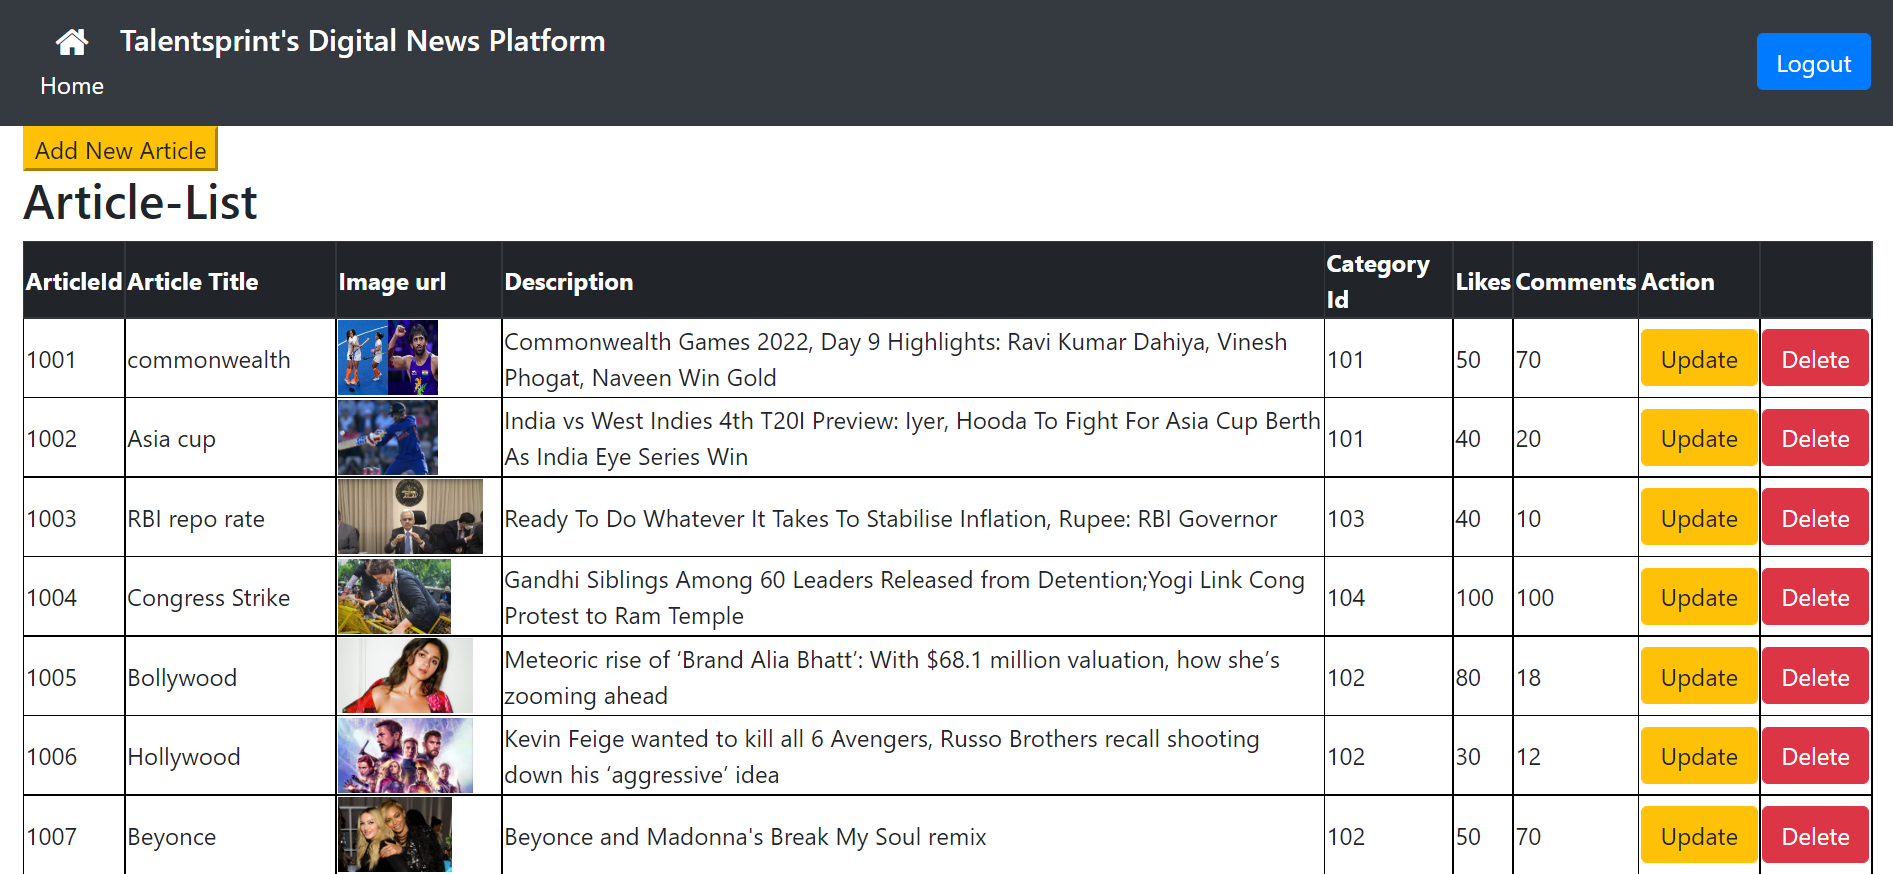 Talentsprint's Digital News Platform
Home
Logout
Add New Article
Article-List
ArticleId Article Title Image url Description Category Id Likes Comments Action
1001 commonwealth Commonwealth Games 2022, Day 9 Highlights: Ravi Kumar Dahiya, Vinesh
Phogat, Naveen Win Gold 101 50 70 Update Delete
1002 Asia cup India vs West Indies 4th T20I Preview: Iyer, Hooda To Fight For Asia Cup Berth
As India Eye Series Win 101 40 20 Update Delete
1003 RBI repo rate Ready To Do Whatever It Takes To Stabilise Inflation, Rupee: RBI Governor 103 40 10 Update Delete
1004 Congress Strike Gandhi Siblings Among 60 Leaders Released from Detention;Yogi Link Cong
Protest to Ram Temple 104 100 100 Update Delete
1005 Bollywood Meteoric rise of ‘Brand Alia Bhatt’: With $68.1 million valuation, how she’s
zooming ahead 102 80 18 Update Delete
1006 Hollywood Kevin Feige wanted to kill all 6 Avengers, Russo Brothers recall shooting
down his ‘aggressive’ idea 102 30 12 Update Delete
1007 Beyonce Beyonce and Madonna's Break My Soul remix 102 50 70 Update Delete